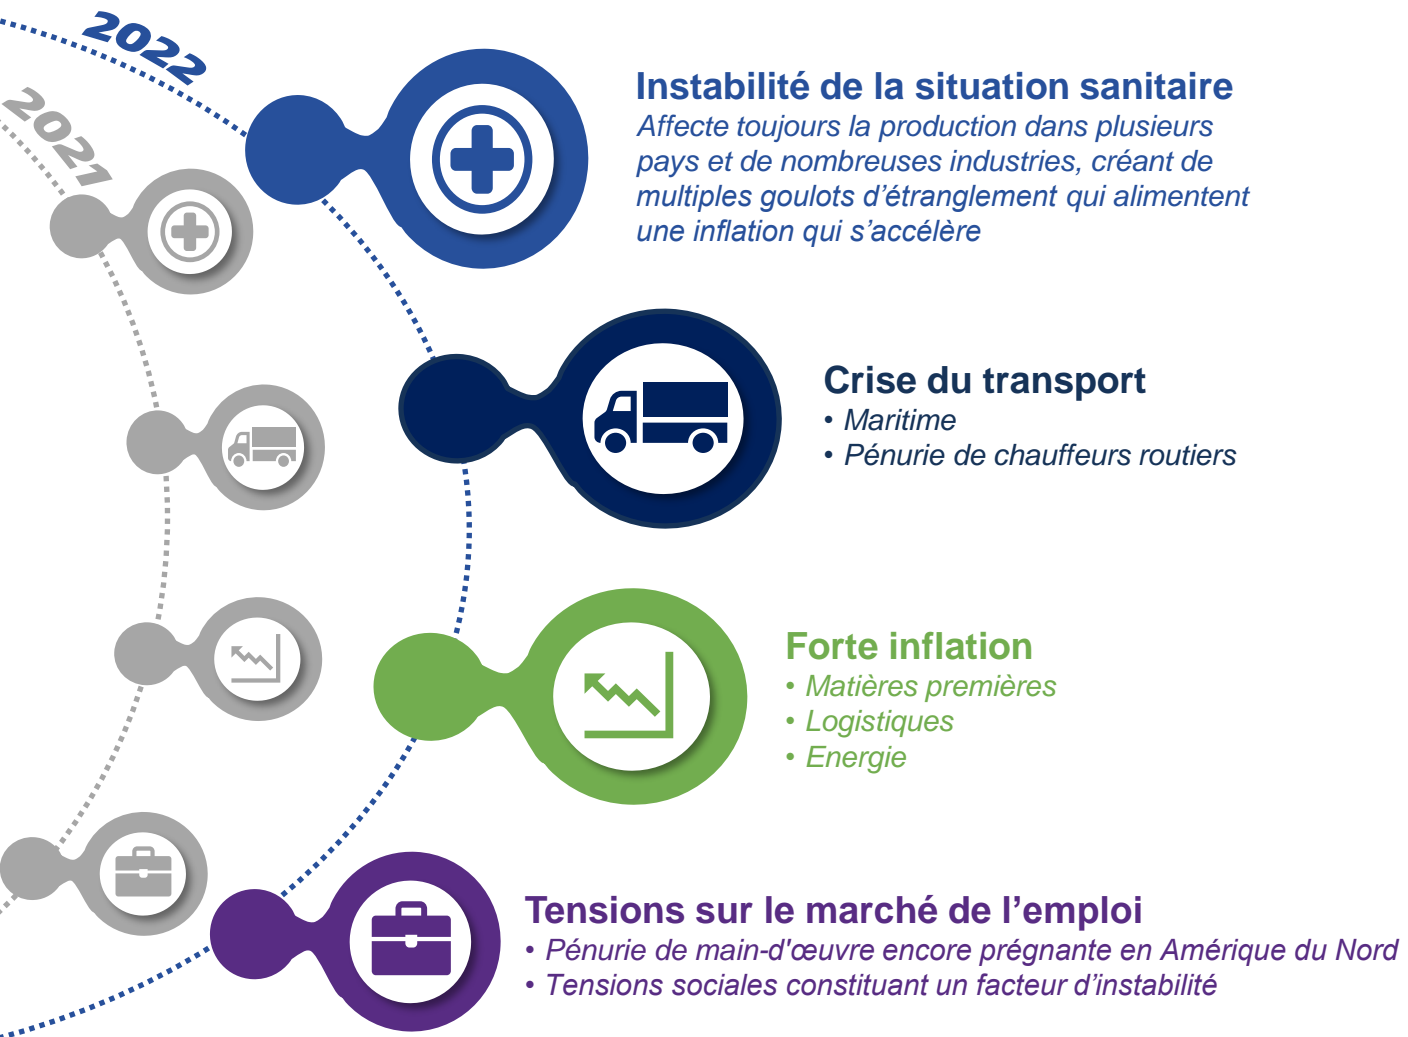 2022
2021
Instabilité de la situation sanitaire
Affecte toujours la production dans plusieurs
pays et de nombreuses industries, créant de
multiples goulots d’étranglement qui alimentent
une inflation qui s’accélère
Crise du transport
• Maritime
• Pénurie de chauffeurs routiers
Forte inflation
• Matières premières
• Logistiques
• Energie
Tensions sur le marché de l’emploi
• Pénurie de main-d'œuvre encore prégnante en Amérique du Nord
• Tensions sociales constituant un facteur d’instabilité